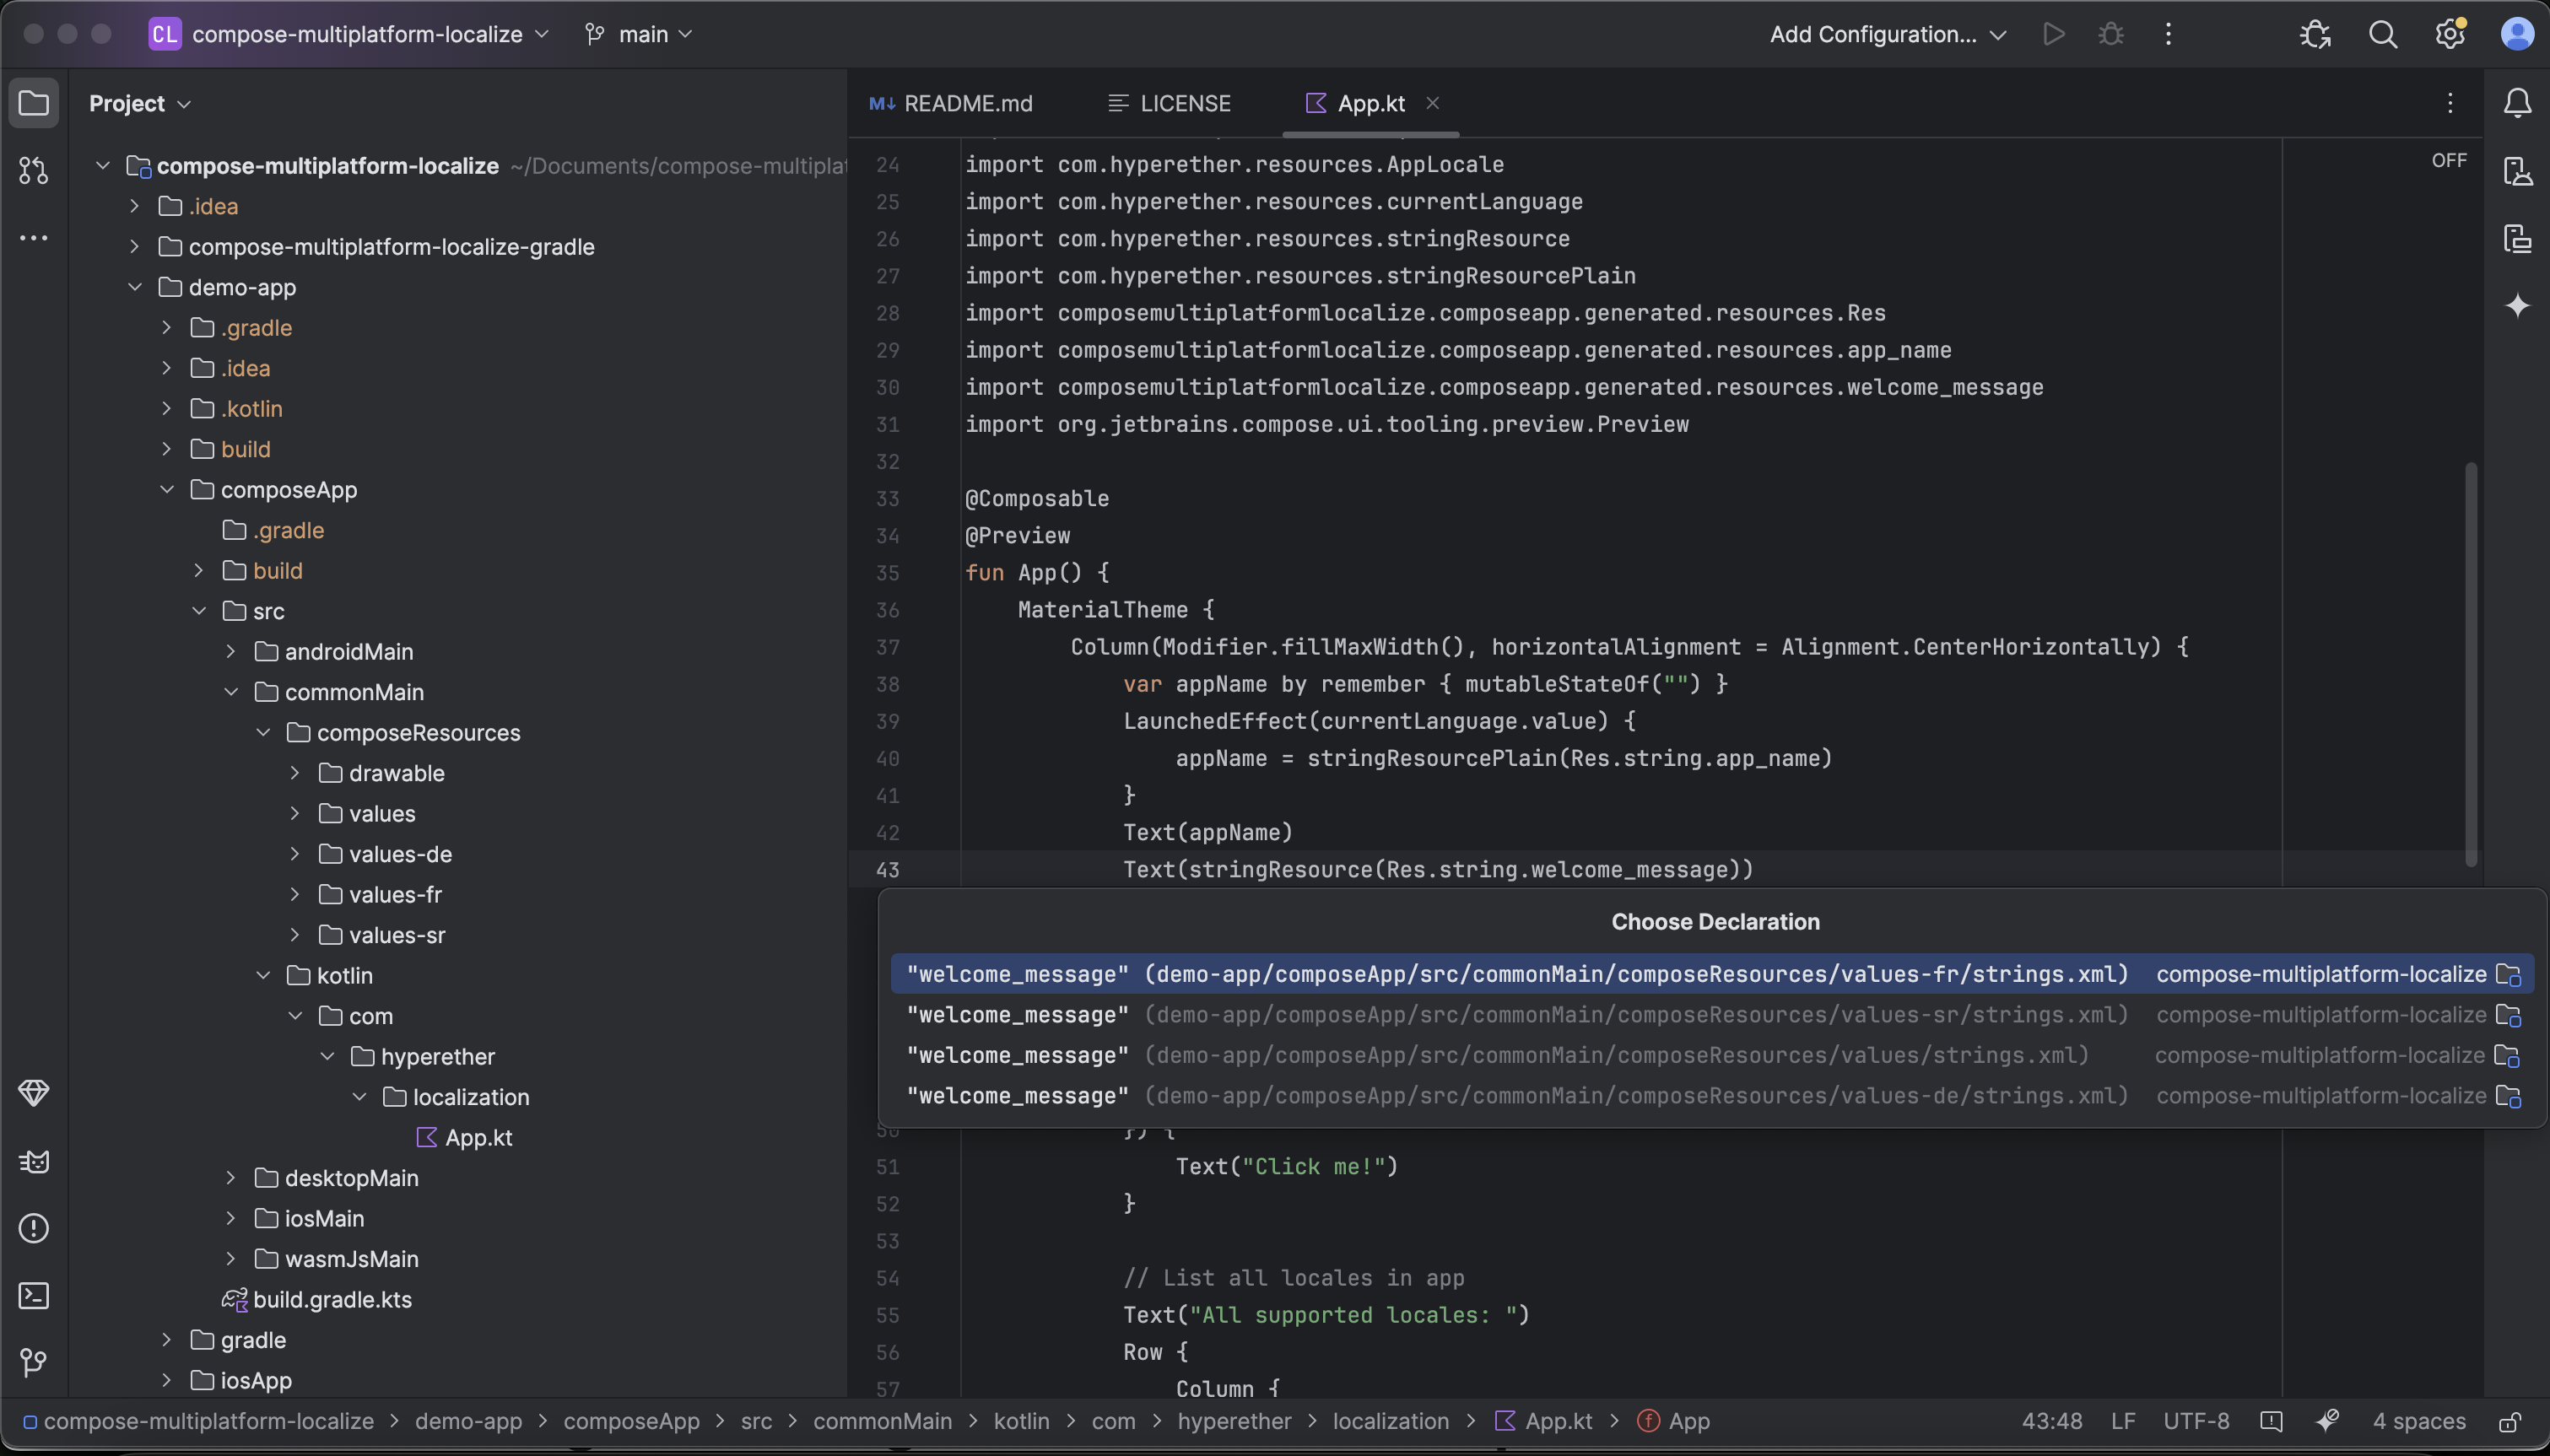 CL compose-multiplatform-localize main Add Configuration...
Project
compose-multiplatform-localize ~/Documents/compose-multiplat
.idea
compose-multiplatform-localize-gradle
demo-app
.gradle
.idea
.kotlin
build
composeApp
.gradle
build
src
androidMain
commonMain
composeResources
drawable
values
values-de
values-fr
values-sr
kotlin
com
hyperether
localization
App.kt
desktopMain
iosMain
wasmJsMain
build.gradle.kts
gradle
iosApp
M↓ README.md LICENSE App.kt
OFF
24 import com.hyperether.resources.AppLocale
25 import com.hyperether.resources.currentLanguage
26 import com.hyperether.resources.stringResource
27 import com.hyperether.resources.stringResourcePlain
28 import composemultiplatformlocalize.composeapp.generated.resources.Res
29 import composemultiplatformlocalize.composeapp.generated.resources.app_name
30 import composemultiplatformlocalize.composeapp.generated.resources.welcome_message
31 import org.jetbrains.compose.ui.tooling.preview.Preview
32
33 @Composable
34 @Preview
35 fun App() {
36 MaterialTheme {
37 Column(Modifier.fillMaxWidth(), horizontalAlignment = Alignment.CenterHorizontally) {
38 var appName by remember { mutableStateOf("") }
39 LaunchedEffect(currentLanguage.value) {
40 appName = stringResourcePlain(Res.string.app_name)
41 }
42 Text(appName)
43 Text(stringResource(Res.string.welcome_message))
Choose Declaration
"welcome_message" (demo-app/composeApp/src/commonMain/composeResources/values-fr/strings.xml) compose-multiplatform-localize
"welcome_message" (demo-app/composeApp/src/commonMain/composeResources/values-sr/strings.xml) compose-multiplatform-localize
"welcome_message" (demo-app/composeApp/src/commonMain/composeResources/values/strings.xml) compose-multiplatform-localize
"welcome_message" (demo-app/composeApp/src/commonMain/composeResources/values-de/strings.xml) compose-multiplatform-localize
50 }) {
51 Text("Click me!")
52 }
53
54 // List all locales in app
55 Text("All supported locales: ")
56 Row {
57 Column {
compose-multiplatform-localize > demo-app > composeApp > src > commonMain > kotlin > com > hyperether > localization > App.kt > App 43:48 LF UTF-8 4 spaces